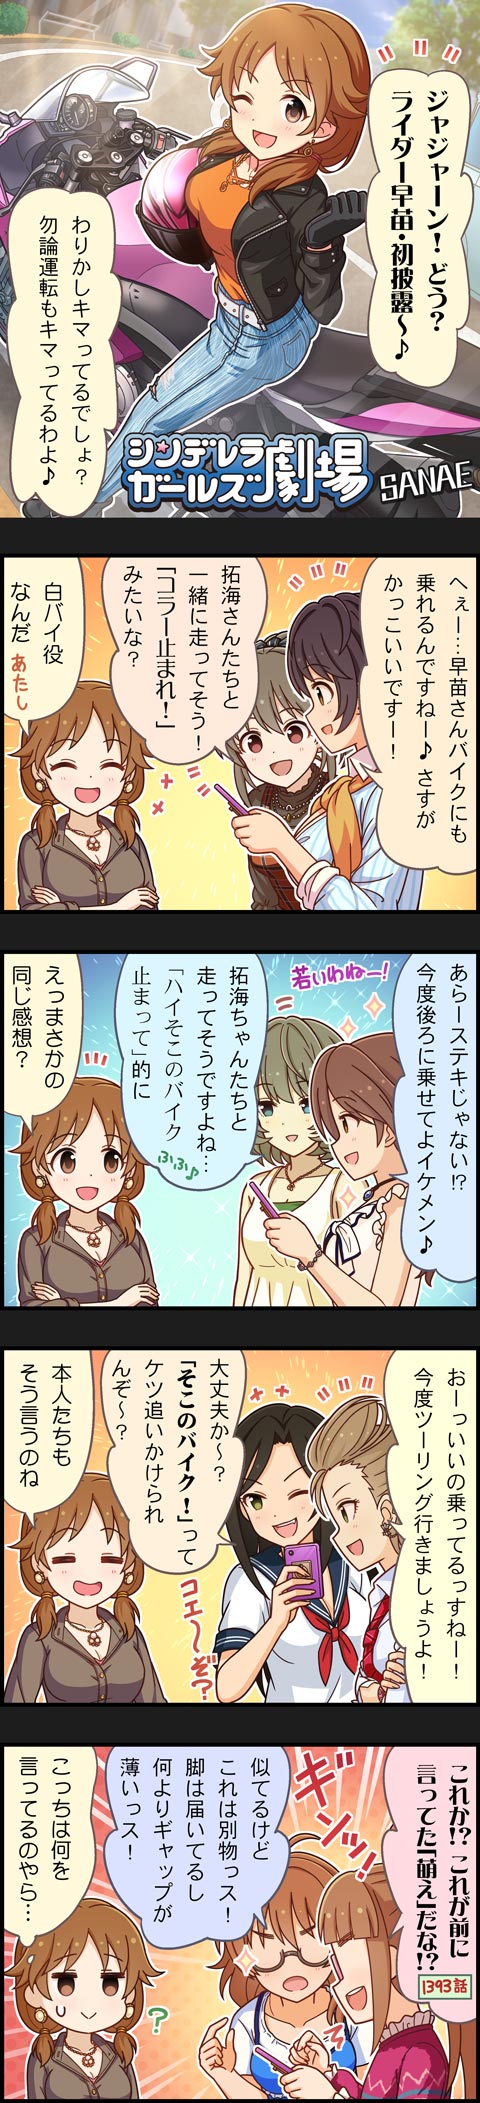 ジャジャーン！どう？
ライダー早苗・初披露～♪
わりかしキマってるでしょ？
勿論運転もキマってるわよ♪
シンデレラ
ガールズ劇場
SANAE
へぇー…早苗さんバイクにも
乗れるんですねー♪さすが
かっこいいですー！
拓海さんたちと
一緒に走ってそう！
「コラー止まれ！」
みたいな？
白バイ役
なんだ
あたし
あらーステキじゃない!?
今度後ろに乗せてよイケメン♪
若いわねー！
拓海ちゃんたちと
走ってそうですよね…
「ハイそこのバイク
止まって」的に
ふふ♪
えっまさかの
同じ感想？
おーっいいの乗ってるっすねー！
今度ツーリング行きましょうよ！
大丈夫か～？
「そこのバイク！」って
ケツ追いかけられ
んぞ～？
コエ～ぞ？
本人たちも
そう言うのね
これか!?これが前に
言ってた「萌え」だな!?
1393話
ギンッ！
似てるけど
これは別物っス！
脚は届いてるし
何よりギャップが
薄いっス！
こっちは何を
言ってるのやら…
？